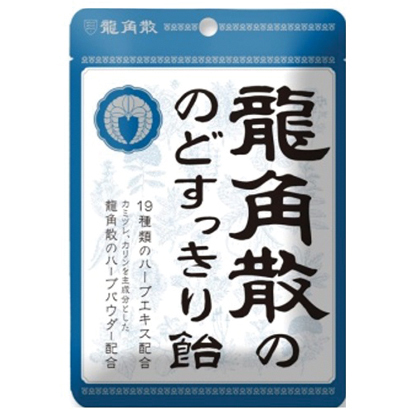 龍角散
龍角散の
のどすっきり飴
19種類のハーブエキス配合
カミツレ、カリンを主成分とした
龍角散のハーブパウダー配合